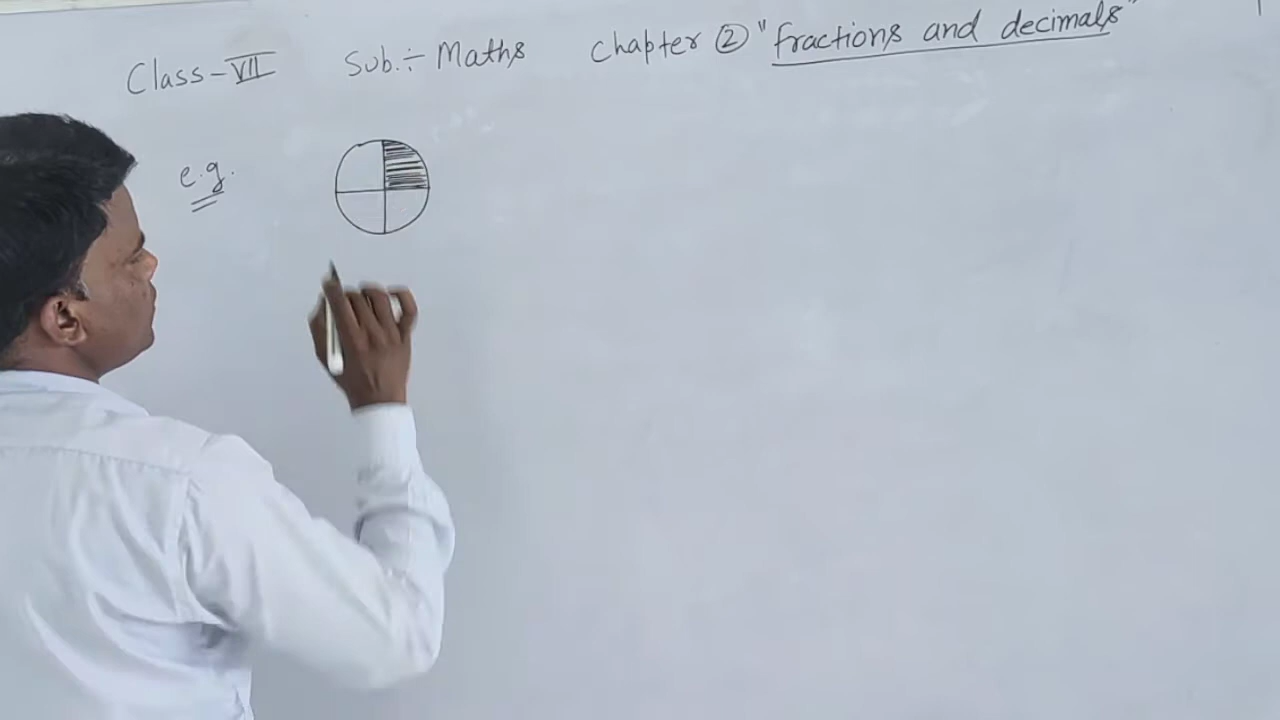 Class-VII Sub.÷ Maths Chapter ② "fractions and decimals"
e.g.